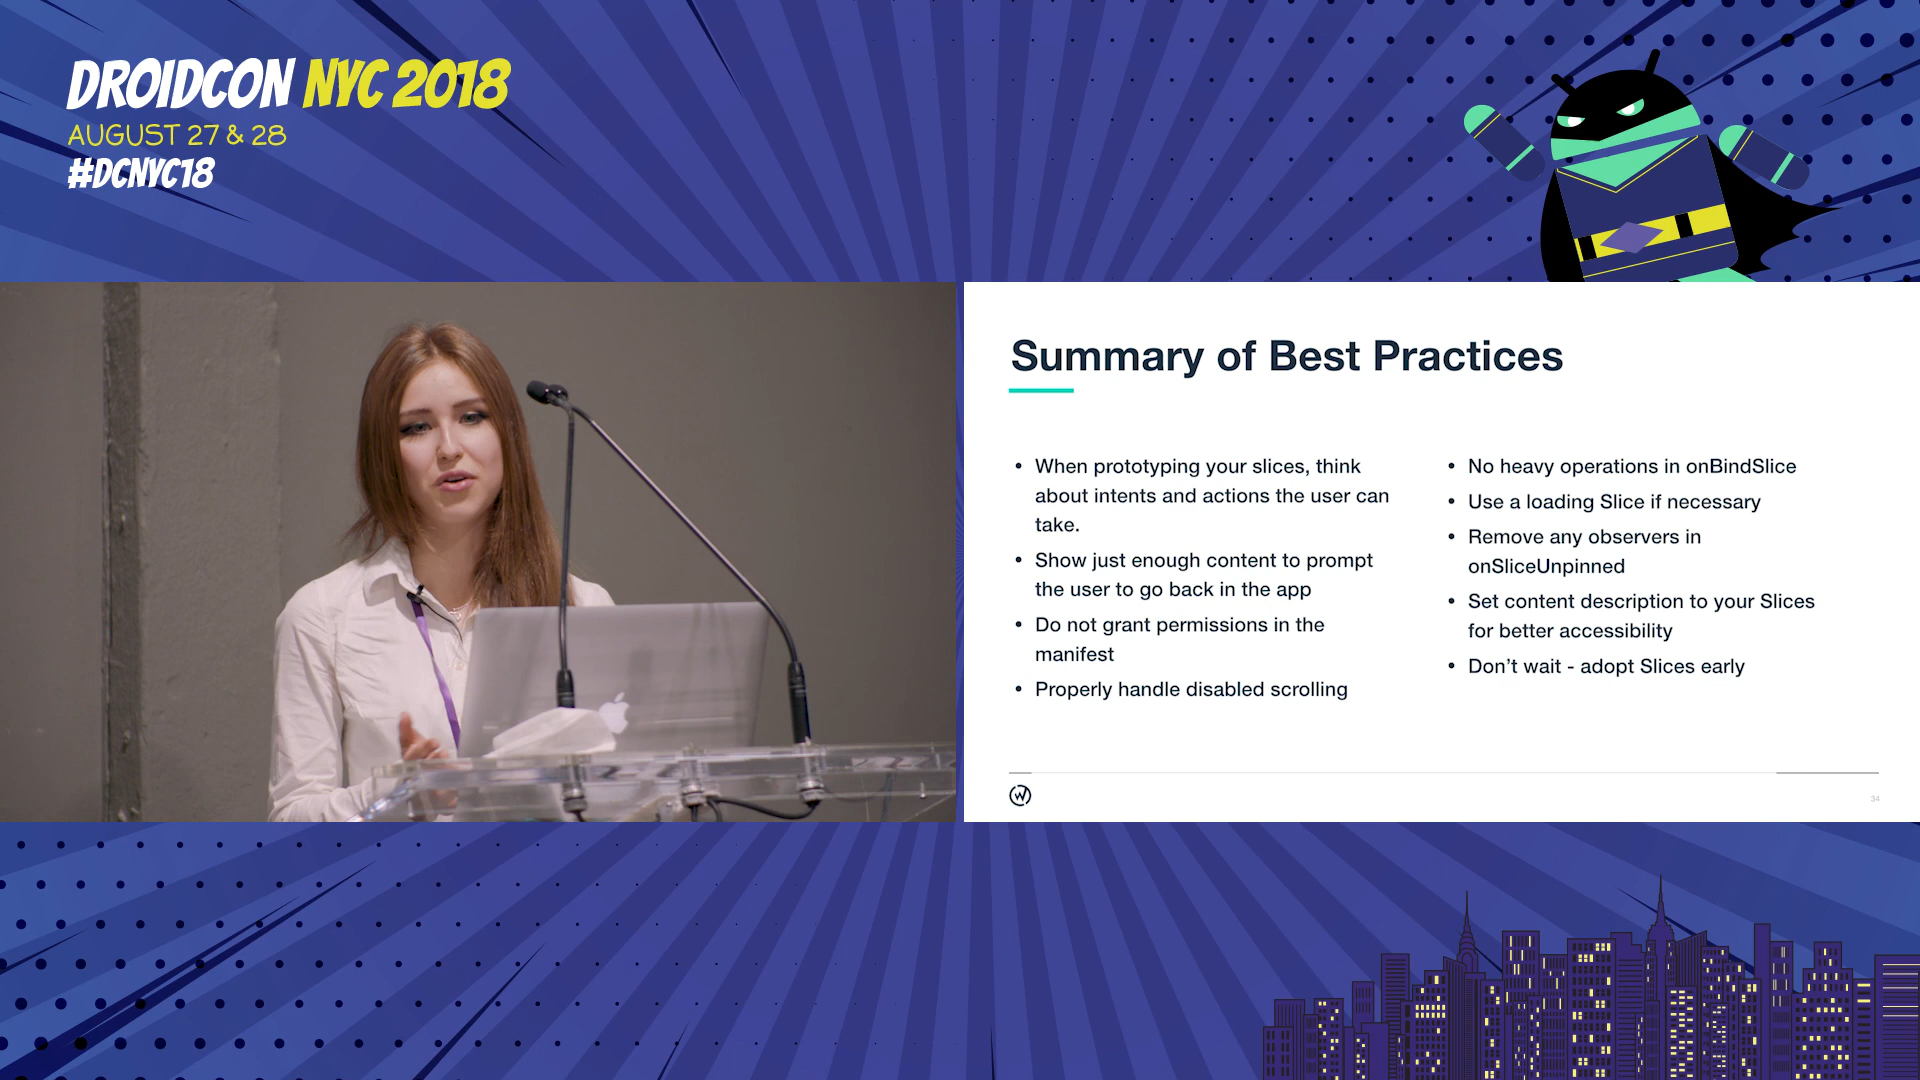 DROIDCON NYC 2018
AUGUST 27 & 28
#DCNYC18
Summary of Best Practices
• When prototyping your slices, think
about intents and actions the user can
take.
• Show just enough content to prompt
the user to go back in the app
• Do not grant permissions in the
manifest
• Properly handle disabled scrolling
• No heavy operations in onBindSlice
• Use a loading Slice if necessary
• Remove any observers in
onSliceUnpinned
• Set content description to your Slices
for better accessibility
• Don’t wait - adopt Slices early
34